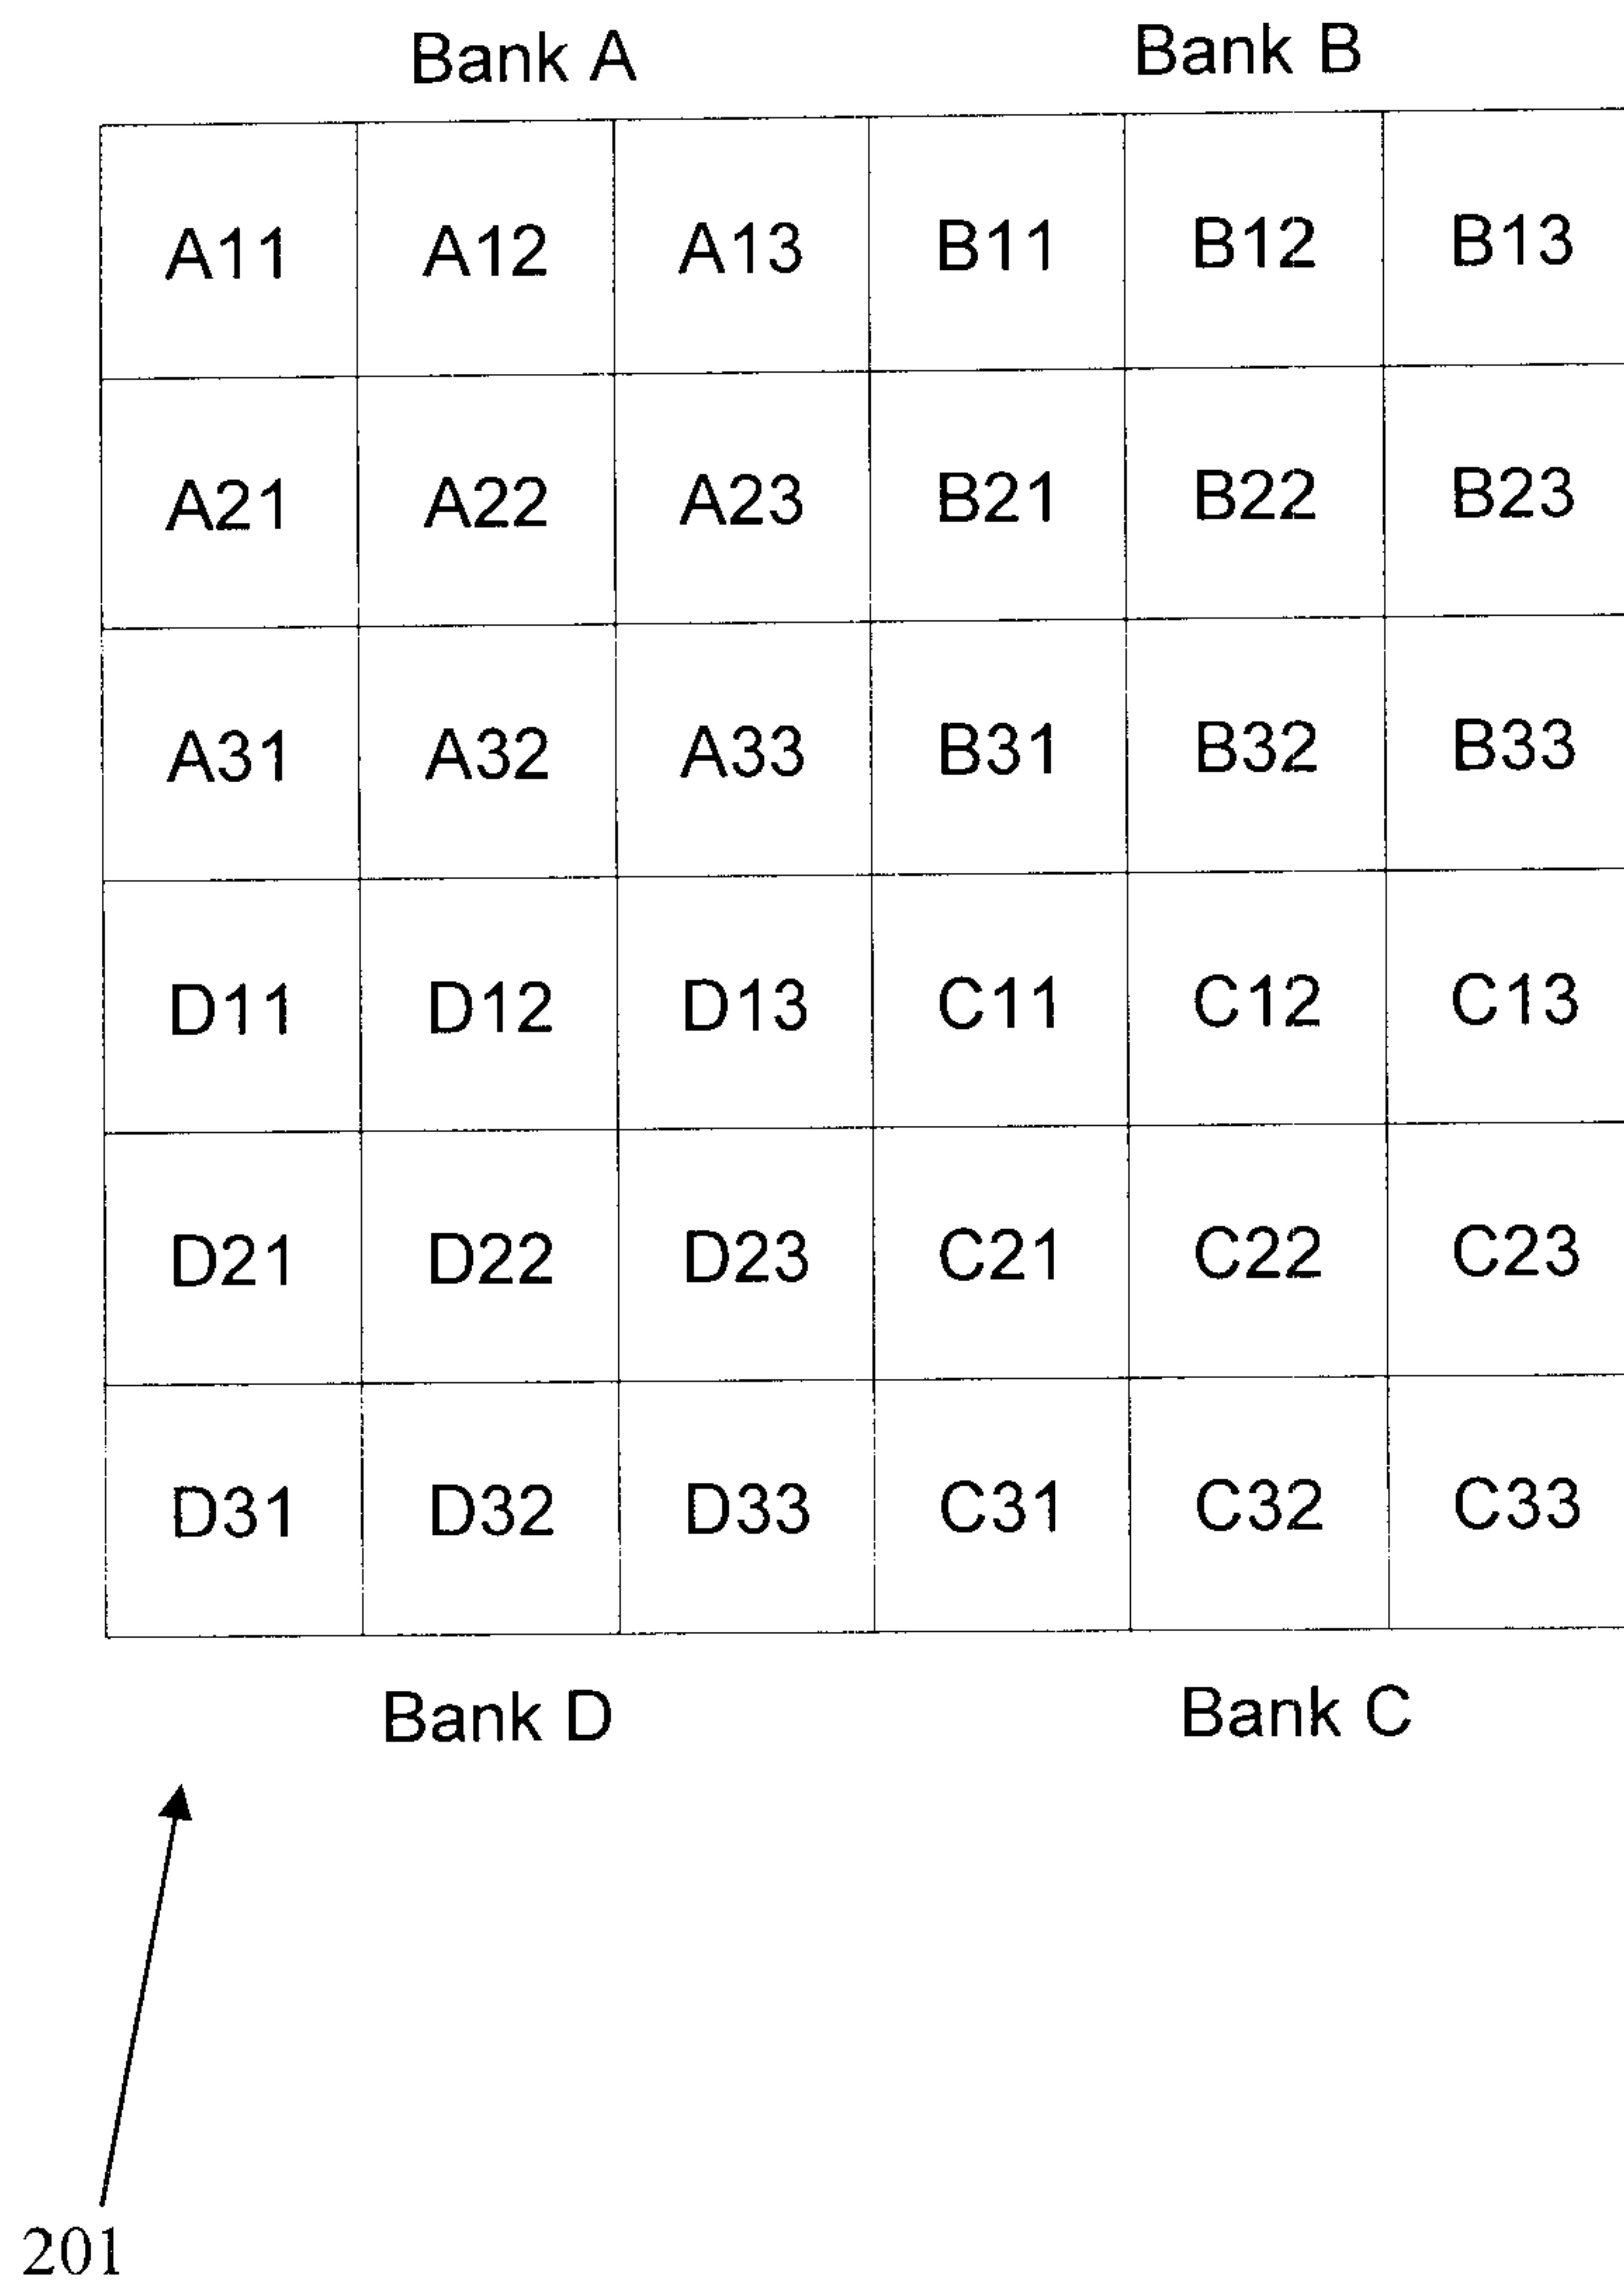 Bank A Bank B
A11 A12 A13 B11 B12 B13
A21 A22 A23 B21 B22 B23
A31 A32 A33 B31 B32 B33
D11 D12 D13 C11 C12 C13
D21 D22 D23 C21 C22 C23
D31 D32 D33 C31 C32 C33
Bank D Bank C
201